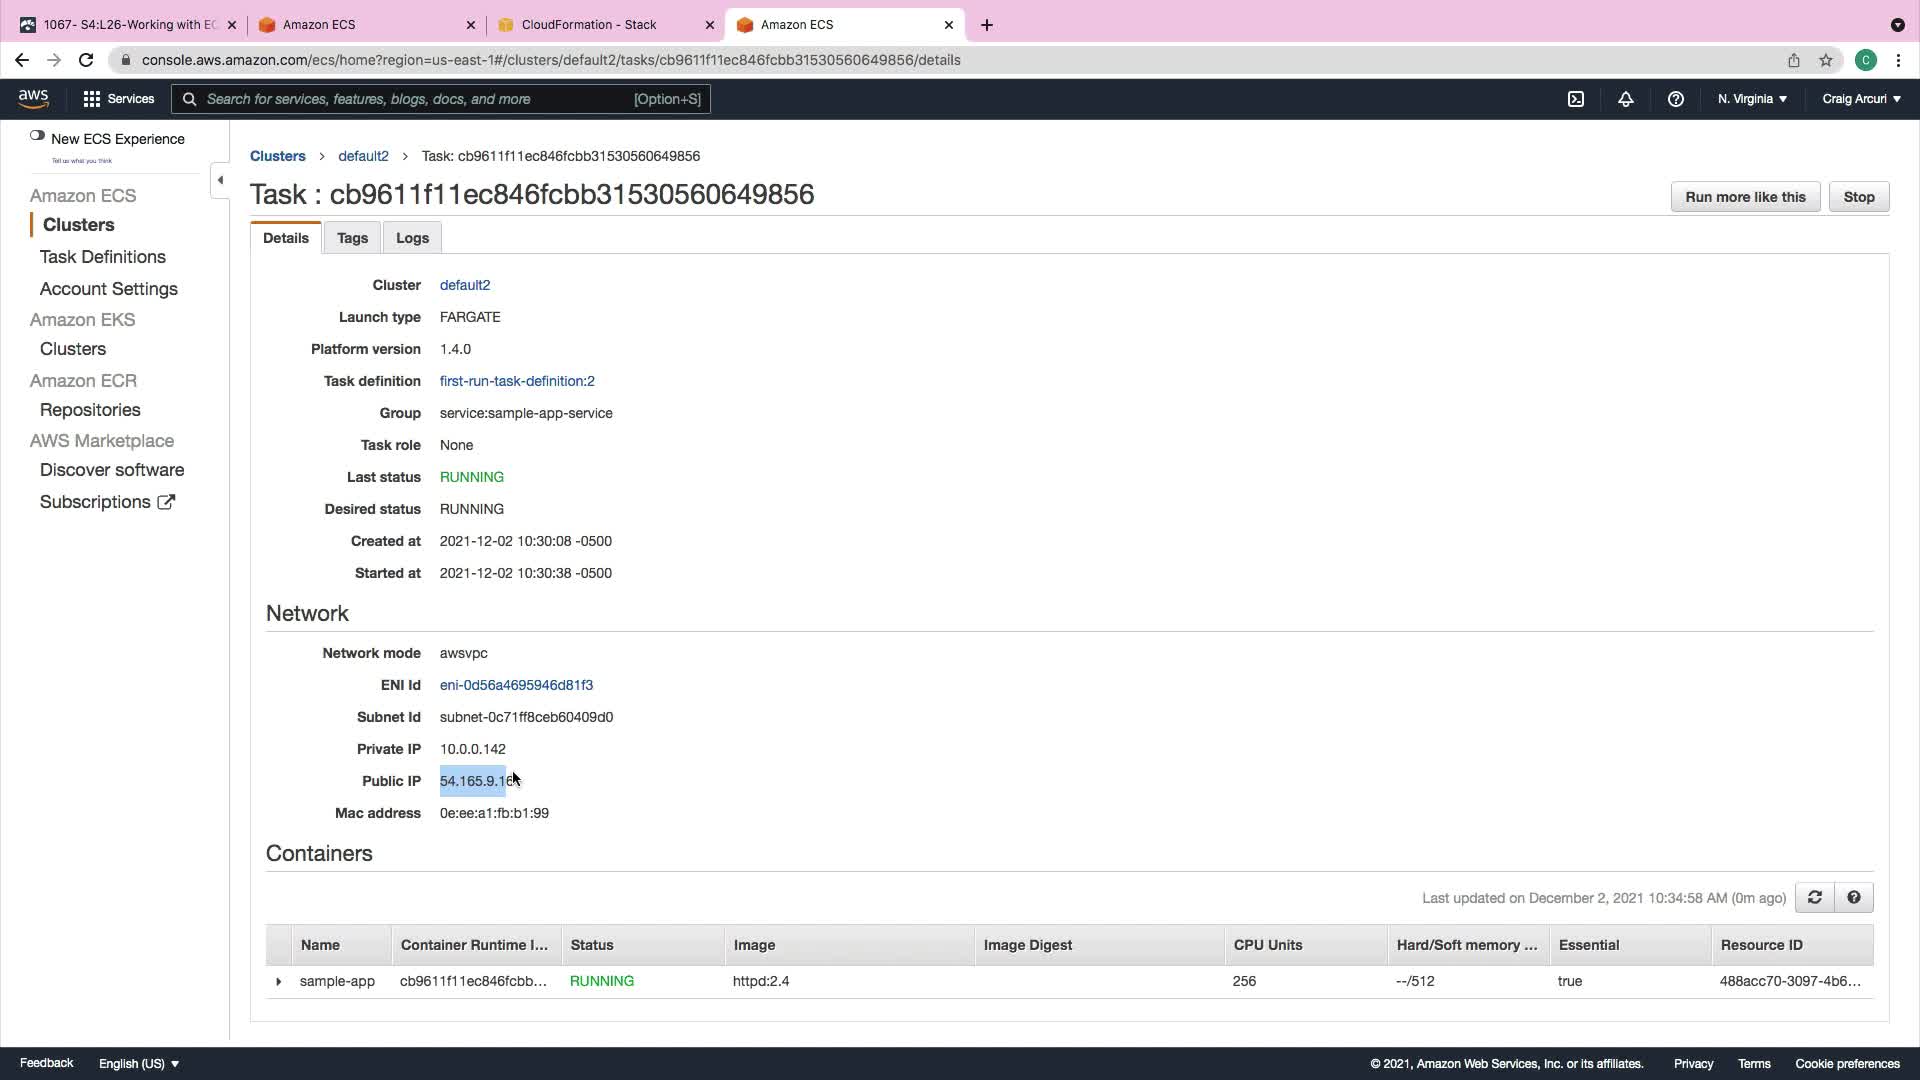 1067- S4:L26-Working with EC
Amazon ECS
CloudFormation - Stack
Amazon ECS
console.aws.amazon.com/ecs/home?region=us-east-1#/clusters/default2/tasks/cb9611f11ec846fcbb31530560649856/details
C
aws
Services
Search for services, features, blogs, docs, and more
[Option+S]
N. Virginia
Craig Arcuri
New ECS Experience
Tell us what you think
Amazon ECS
Clusters
Task Definitions
Account Settings
Amazon EKS
Clusters
Amazon ECR
Repositories
AWS Marketplace
Discover software
Subscriptions
Clusters > default2 > Task: cb9611f11ec846fcbb31530560649856
Task : cb9611f11ec846fcbb31530560649856
Run more like this
Stop
Details
Tags
Logs
Cluster default2
Launch type FARGATE
Platform version 1.4.0
Task definition first-run-task-definition:2
Group service:sample-app-service
Task role None
Last status RUNNING
Desired status RUNNING
Created at 2021-12-02 10:30:08 -0500
Started at 2021-12-02 10:30:38 -0500
Network
Network mode awsvpc
ENI Id eni-0d56a4695946d81f3
Subnet Id subnet-0c71ff8ceb60409d0
Private IP 10.0.0.142
Public IP
Mac address 0e:ee:a1:fb:b1:99
Containers
Last updated on December 2, 2021 10:34:58 AM (0m ago)
Name Container Runtime I... Status Image Image Digest CPU Units Hard/Soft memory ... Essential Resource ID
sample-app cb9611f11ec846fcbb... RUNNING httpd:2.4 256 --/512 true 488acc70-3097-4b6...
Feedback
English (US)
© 2021, Amazon Web Services, Inc. or its affiliates.
Privacy
Terms
Cookie preferences